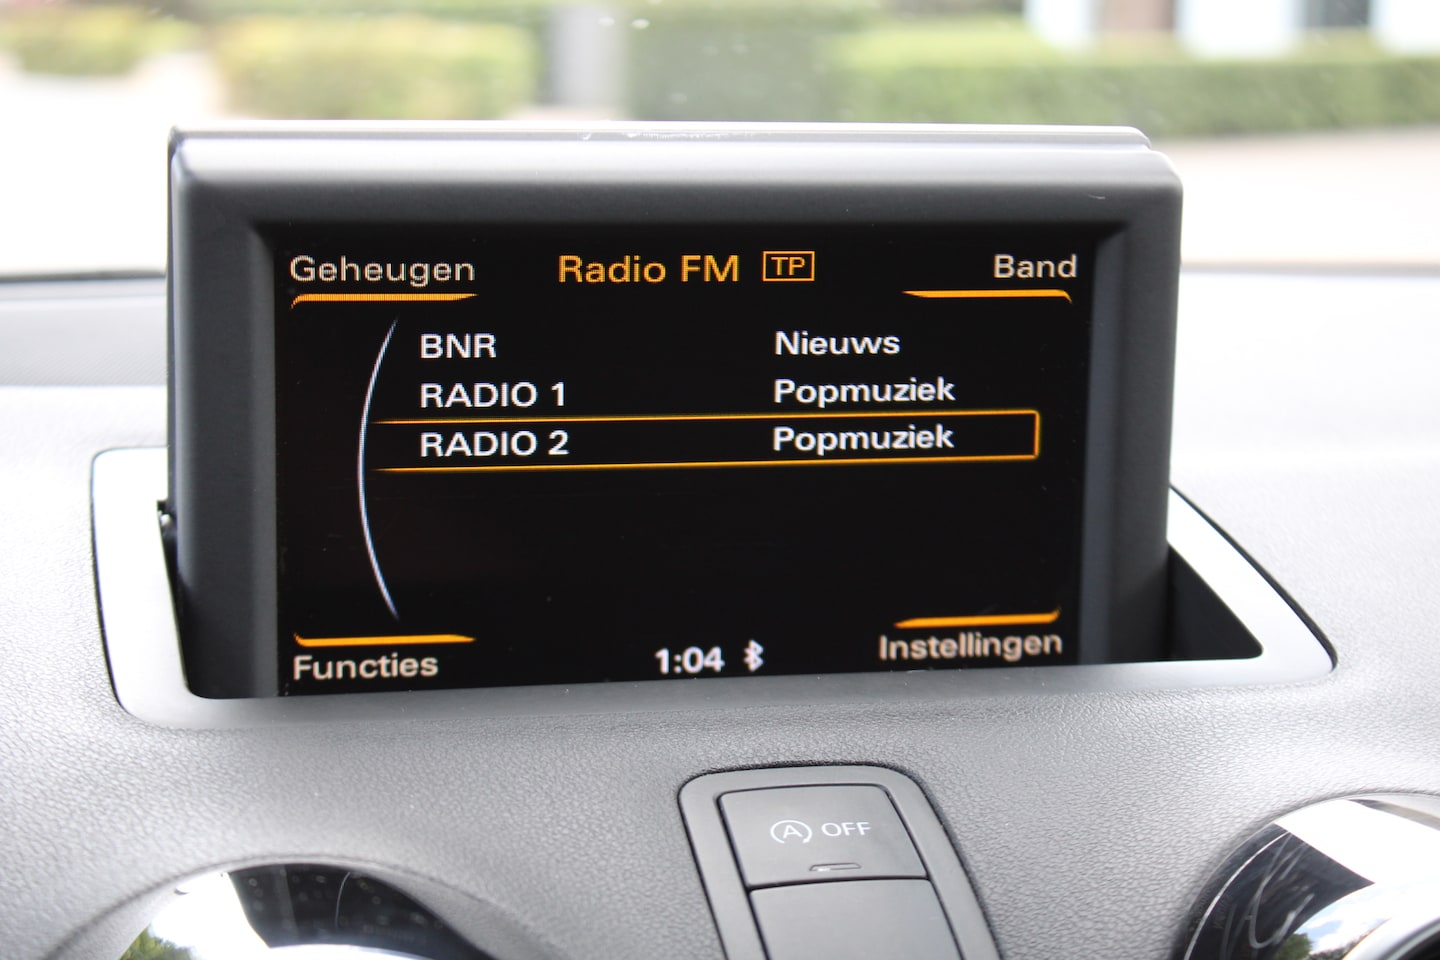 Geheugen Radio FM TP Band
BNR Nieuws
RADIO 1 Popmuziek
RADIO 2 Popmuziek
Functies 1:04 Instellingen
A OFF